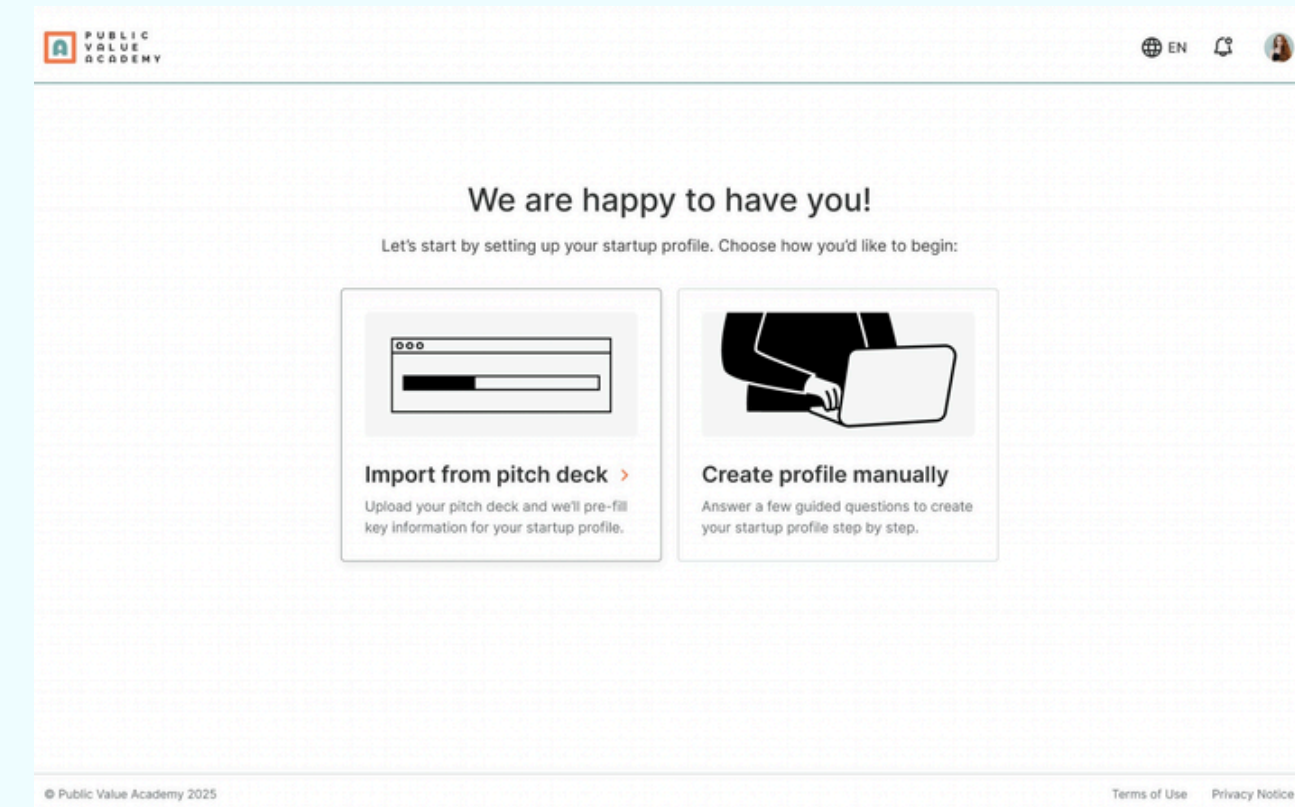 PUBLIC
VALUE
ACADEMY
EN
We are happy to have you!
Let's start by setting up your startup profile. Choose how you'd like to begin:
Import from pitch deck >
Upload your pitch deck and we'll pre-fill
key information for your startup profile.
Create profile manually
Answer a few guided questions to create
your startup profile step by step.
© Public Value Academy 2025
Terms of Use
Privacy Notice